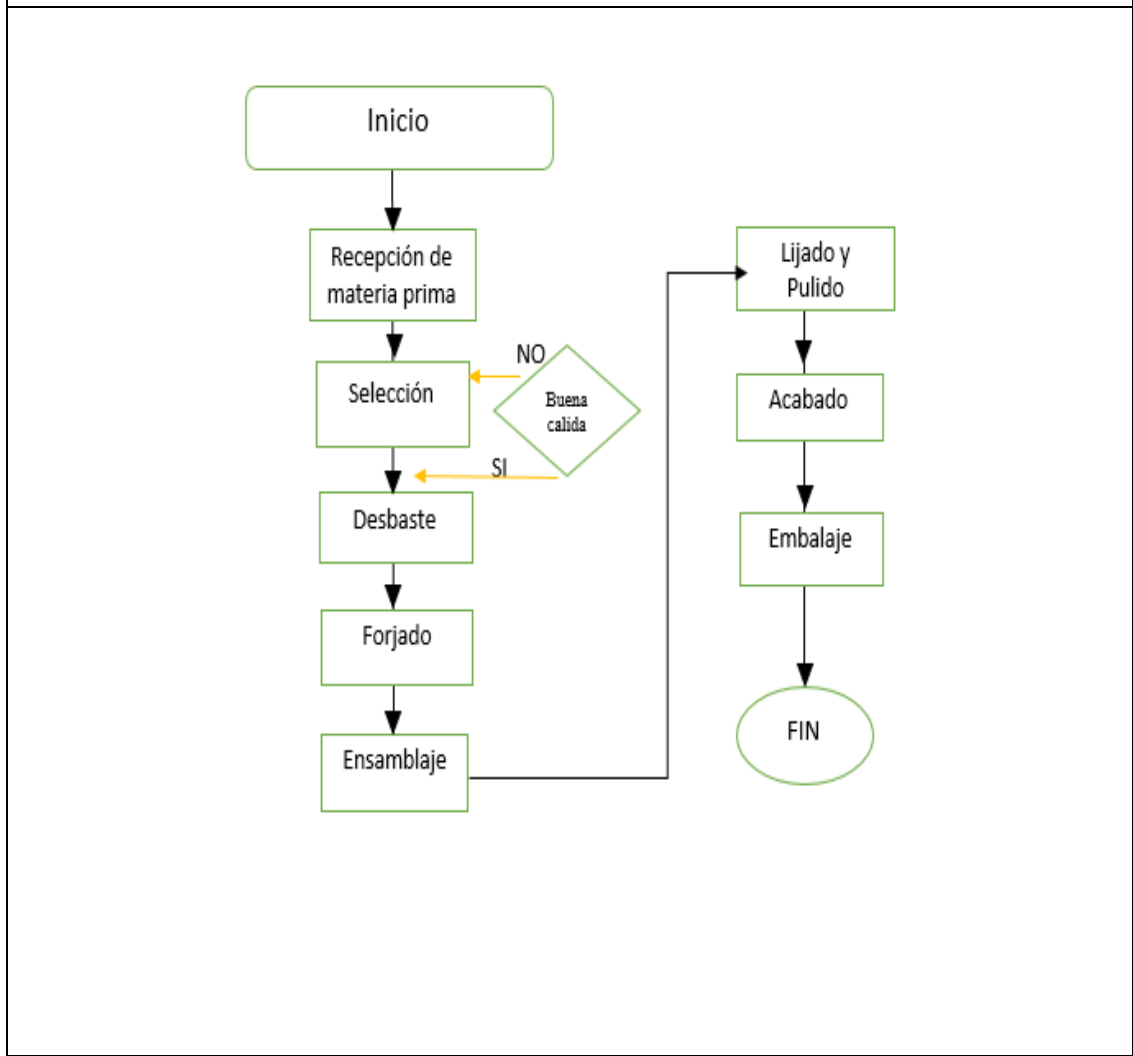 Inicio
Recepción de
materia prima
NO
Selección
Buena
calida
SI
Desbaste
Forjado
Ensamblaje
Lijado y
Pulido
Acabado
Embalaje
FIN